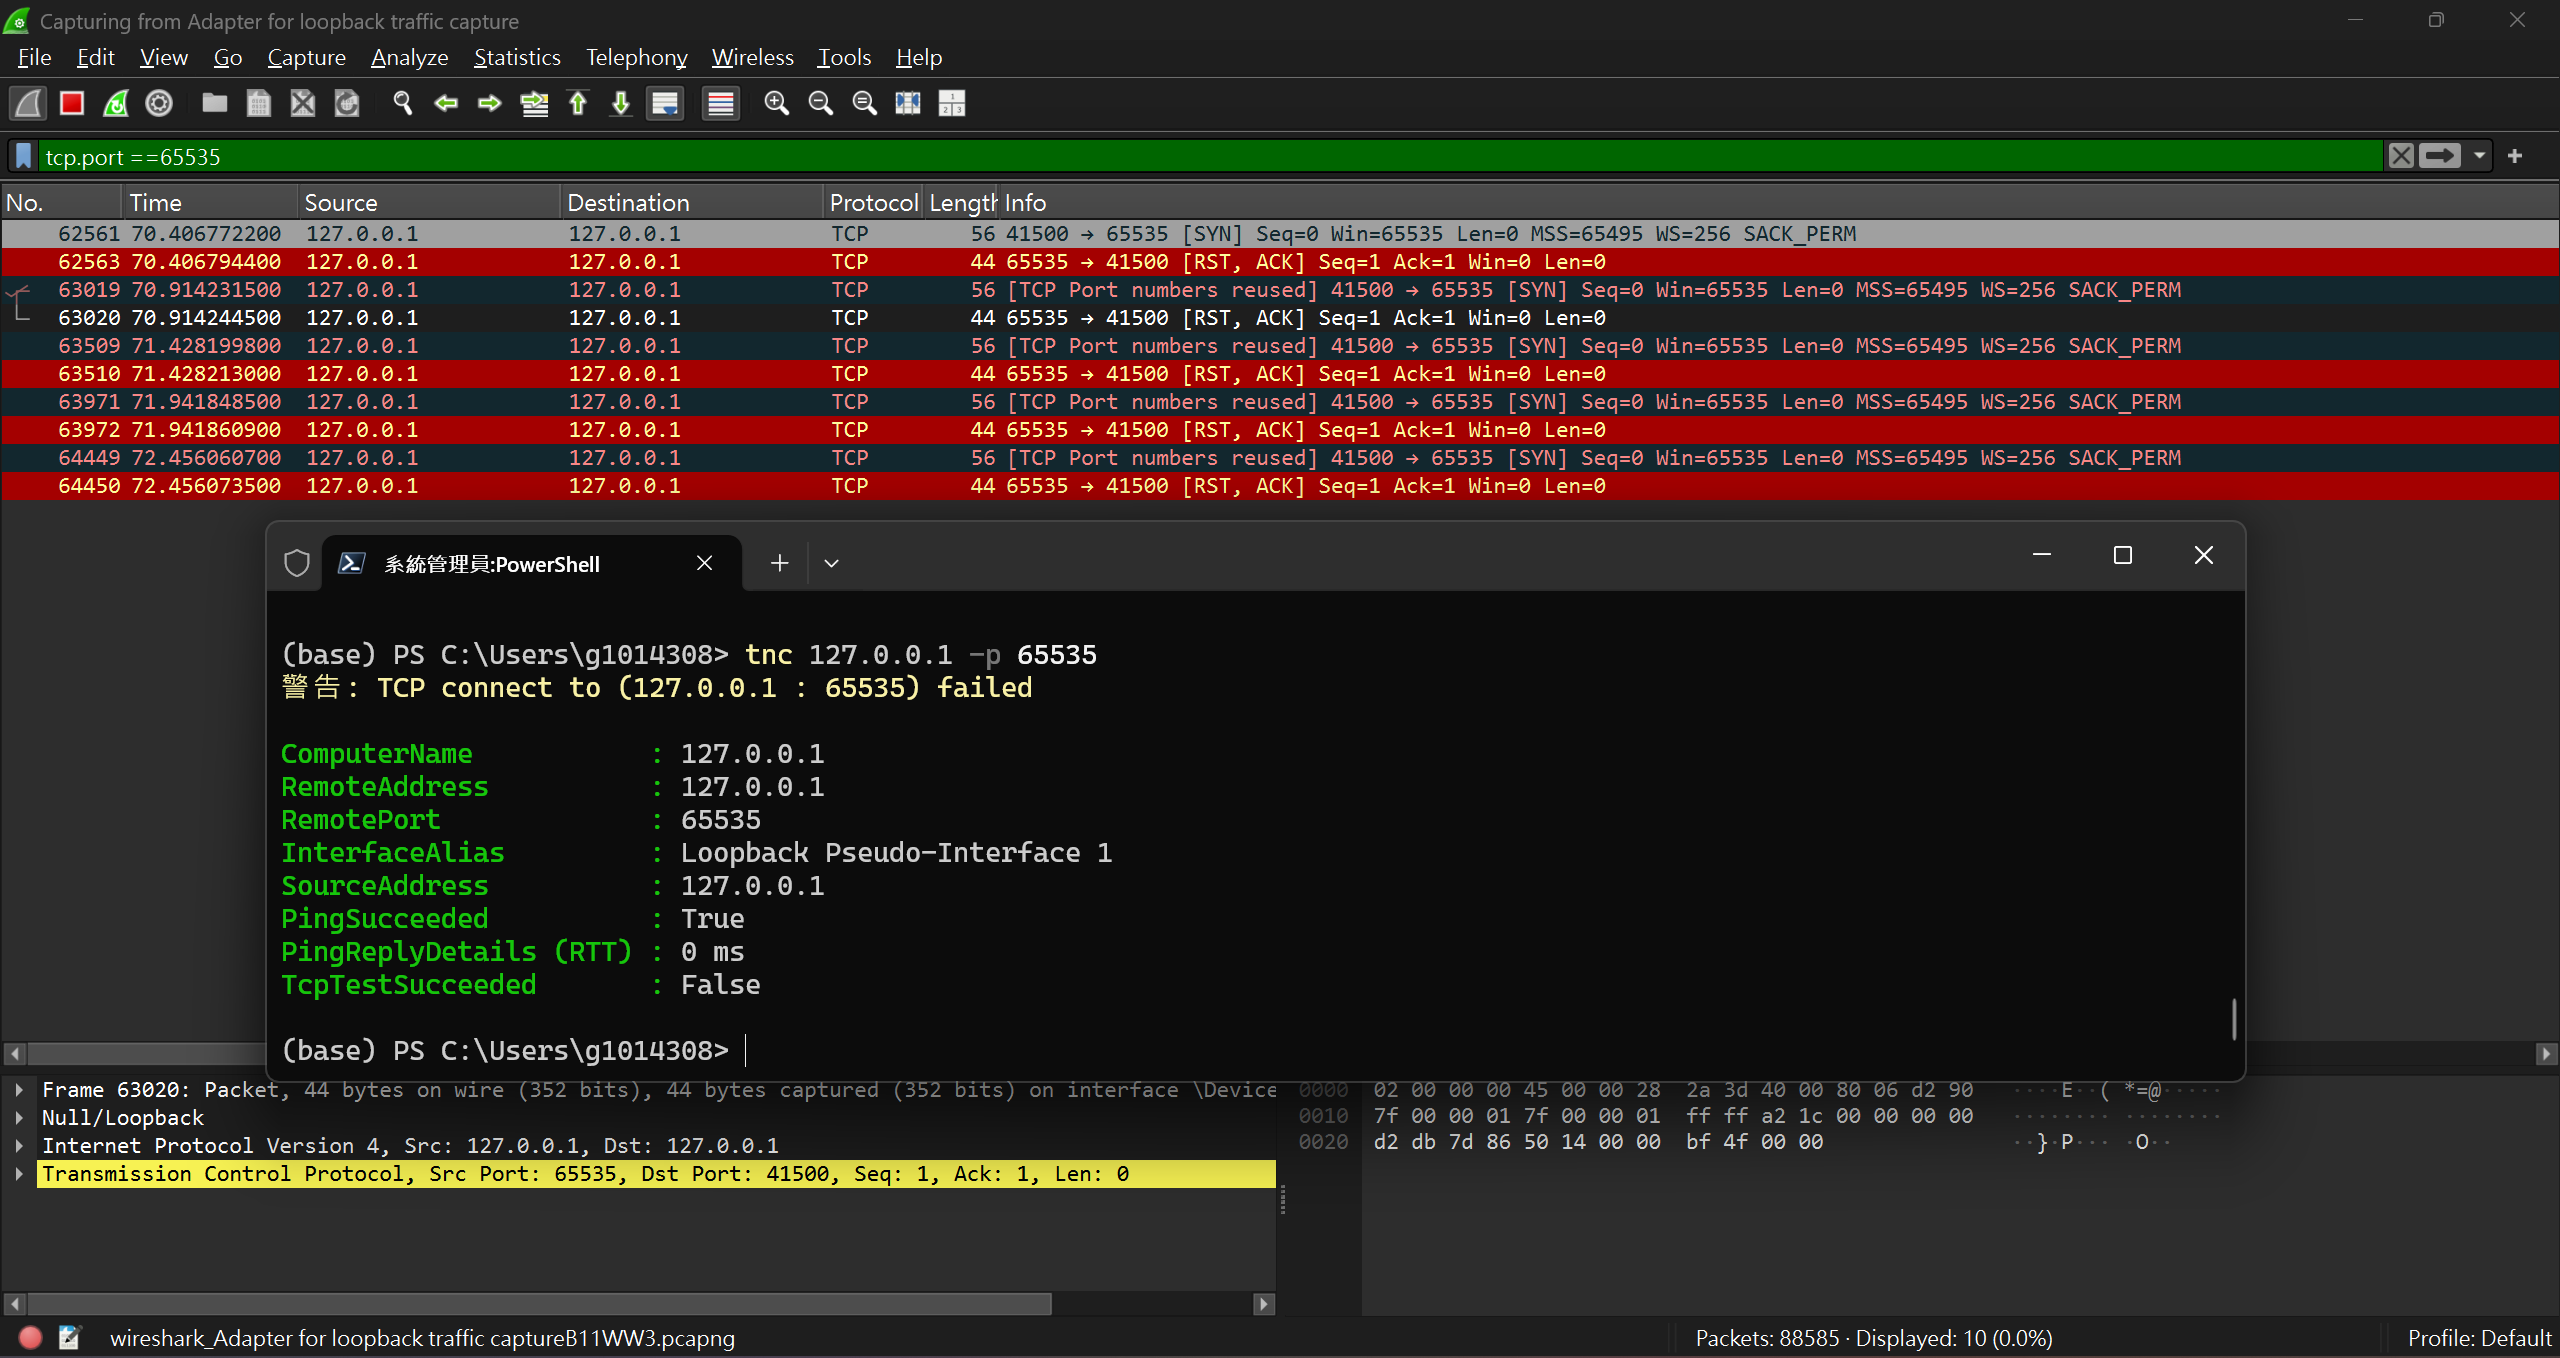 Capturing from Adapter for loopback traffic capture
File Edit View Go Capture Analyze Statistics Telephony Wireless Tools Help
tcp.port ==65535
No. Time Source Destination Protocol Length Info
62561 70.406772200 127.0.0.1 127.0.0.1 TCP 56 41500 → 65535 [SYN] Seq=0 Win=65535 Len=0 MSS=65495 WS=256 SACK_PERM
62563 70.406794400 127.0.0.1 127.0.0.1 TCP 44 65535 → 41500 [RST, ACK] Seq=1 Ack=1 Win=0 Len=0
63019 70.914231500 127.0.0.1 127.0.0.1 TCP 56 [TCP Port numbers reused] 41500 → 65535 [SYN] Seq=0 Win=65535 Len=0 MSS=65495 WS=256 SACK_PERM
63020 70.914244500 127.0.0.1 127.0.0.1 TCP 44 65535 → 41500 [RST, ACK] Seq=1 Ack=1 Win=0 Len=0
63509 71.428199800 127.0.0.1 127.0.0.1 TCP 56 [TCP Port numbers reused] 41500 → 65535 [SYN] Seq=0 Win=65535 Len=0 MSS=65495 WS=256 SACK_PERM
63510 71.428213000 127.0.0.1 127.0.0.1 TCP 44 65535 → 41500 [RST, ACK] Seq=1 Ack=1 Win=0 Len=0
63971 71.941848500 127.0.0.1 127.0.0.1 TCP 56 [TCP Port numbers reused] 41500 → 65535 [SYN] Seq=0 Win=65535 Len=0 MSS=65495 WS=256 SACK_PERM
63972 71.941860900 127.0.0.1 127.0.0.1 TCP 44 65535 → 41500 [RST, ACK] Seq=1 Ack=1 Win=0 Len=0
64449 72.456060700 127.0.0.1 127.0.0.1 TCP 56 [TCP Port numbers reused] 41500 → 65535 [SYN] Seq=0 Win=65535 Len=0 MSS=65495 WS=256 SACK_PERM
64450 72.456073500 127.0.0.1 127.0.0.1 TCP 44 65535 → 41500 [RST, ACK] Seq=1 Ack=1 Win=0 Len=0
系統管理員:PowerShell
(base) PS C:\Users\g1014308> tnc 127.0.0.1 -p 65535
警告: TCP connect to (127.0.0.1 : 65535) failed
ComputerName : 127.0.0.1
RemoteAddress : 127.0.0.1
RemotePort : 65535
InterfaceAlias : Loopback Pseudo-Interface 1
SourceAddress : 127.0.0.1
PingSucceeded : True
PingReplyDetails (RTT) : 0 ms
TcpTestSucceeded : False
(base) PS C:\Users\g1014308>
Frame 63020: Packet, 44 bytes on wire (352 bits), 44 bytes captured (352 bits) on interface \Device
Null/Loopback
Internet Protocol Version 4, Src: 127.0.0.1, Dst: 127.0.0.1
Transmission Control Protocol, Src Port: 65535, Dst Port: 41500, Seq: 1, Ack: 1, Len: 0
0000 02 00 00 00 45 00 00 28 2a 3d 40 00 80 06 d2 90 ····E··( *=@·····
0010 7f 00 00 01 7f 00 00 01 ff ff a2 1c 00 00 00 00 ········ ········
0020 d2 db 7d 86 50 14 00 00 bf 4f 00 00 ··}·P··· ·O··
wireshark_Adapter for loopback traffic captureB11WW3.pcapng
Packets: 88585 · Displayed: 10 (0.0%)
Profile: Default